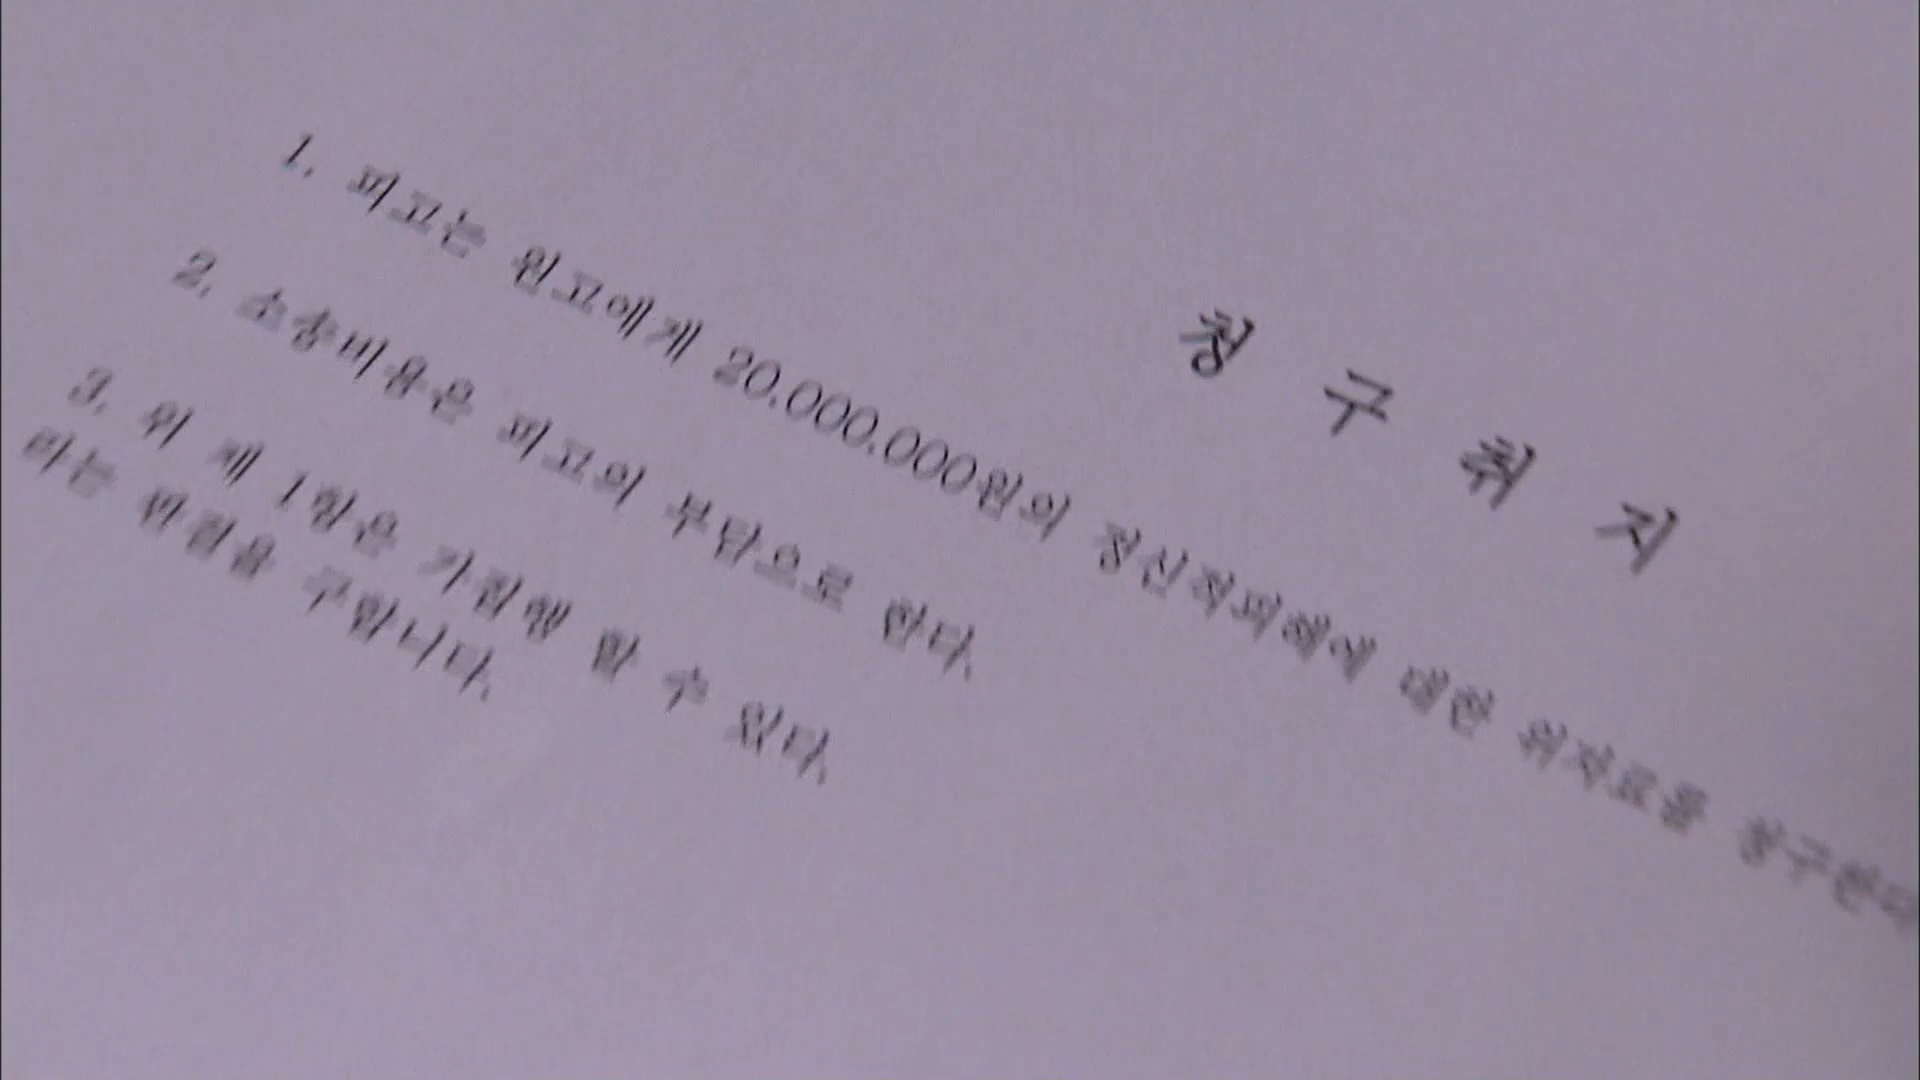 청 구 취 지
1. 피고는 원고에게 20,000,000원의 정신적피해에 대한 위자료를 청구한다
2. 소송비용은 피고의 부담으로 한다.
3. 위 제 1항은 가집행 할 수 있다.
라는 판결을 구합니다.